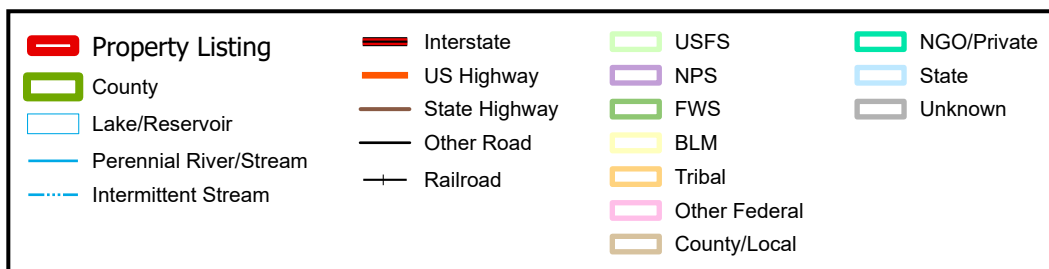 Property Listing
County
Lake/Reservoir
Perennial River/Stream
Intermittent Stream
Interstate
US Highway
State Highway
Other Road
Railroad
USFS
NPS
FWS
BLM
Tribal
Other Federal
County/Local
NGO/Private
State
Unknown